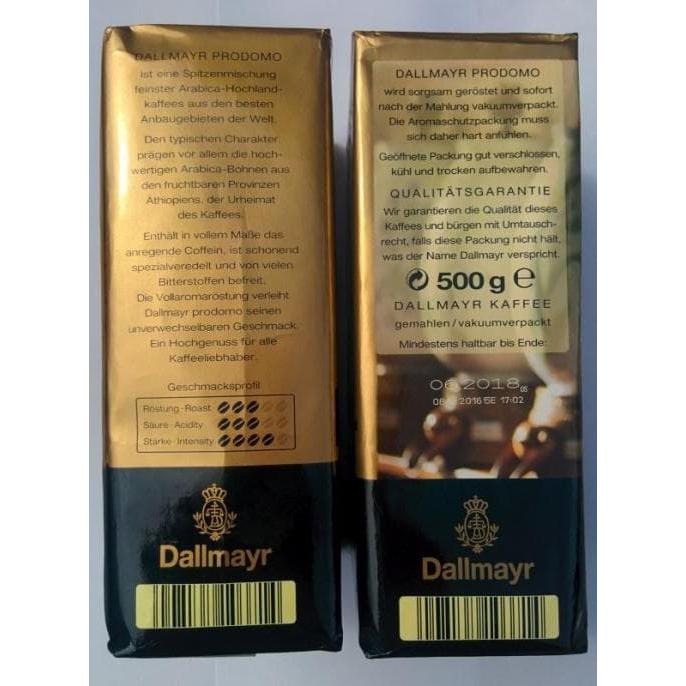 DALLMAYR PRODOMO
ist eine Spitzenmischung
feinster Arabica-Hochland-
kaffees aus den besten
Anbaugebieten der Welt.
Den typischen Charakter
prägen vor allem die hoch-
wertigen Arabica-Bohnen aus
den fruchtbaren Provinzen
Äthiopiens, der Urheimat
des Kaffees.
Enthält in vollem Maße das
anregende Coffein, ist schonend
spezialveredelt und von vielen
Bitterstoffen befreit.
Die Vollaromaröstung verleiht
Dallmayr prodomo seinen
unverwechselbaren Geschmack.
Ein Hochgenuss für alle
Kaffeeliebhaber.
Geschmacksprofil
Röstung · Roast
Säure · Acidity
Stärke · Intensity
Dallmayr
DALLMAYR PRODOMO
wird sorgsam geröstet und sofort
nach der Mahlung vakuumverpackt.
Die Aromaschutzpackung muss
sich daher hart anfühlen.
Geöffnete Packung gut verschlossen,
kühl und trocken aufbewahren.
QUALITÄTSGARANTIE
Wir garantieren die Qualität dieses
Kaffees und bürgen mit Umtausch-
recht, falls diese Packung nicht hält,
was der Name Dallmayr verspricht.
500 g e
DALLMAYR KAFFEE
gemahlen/vakuumverpackt
Mindestens haltbar bis Ende:
06 2018
2016 5E 17:02
Dallmayr